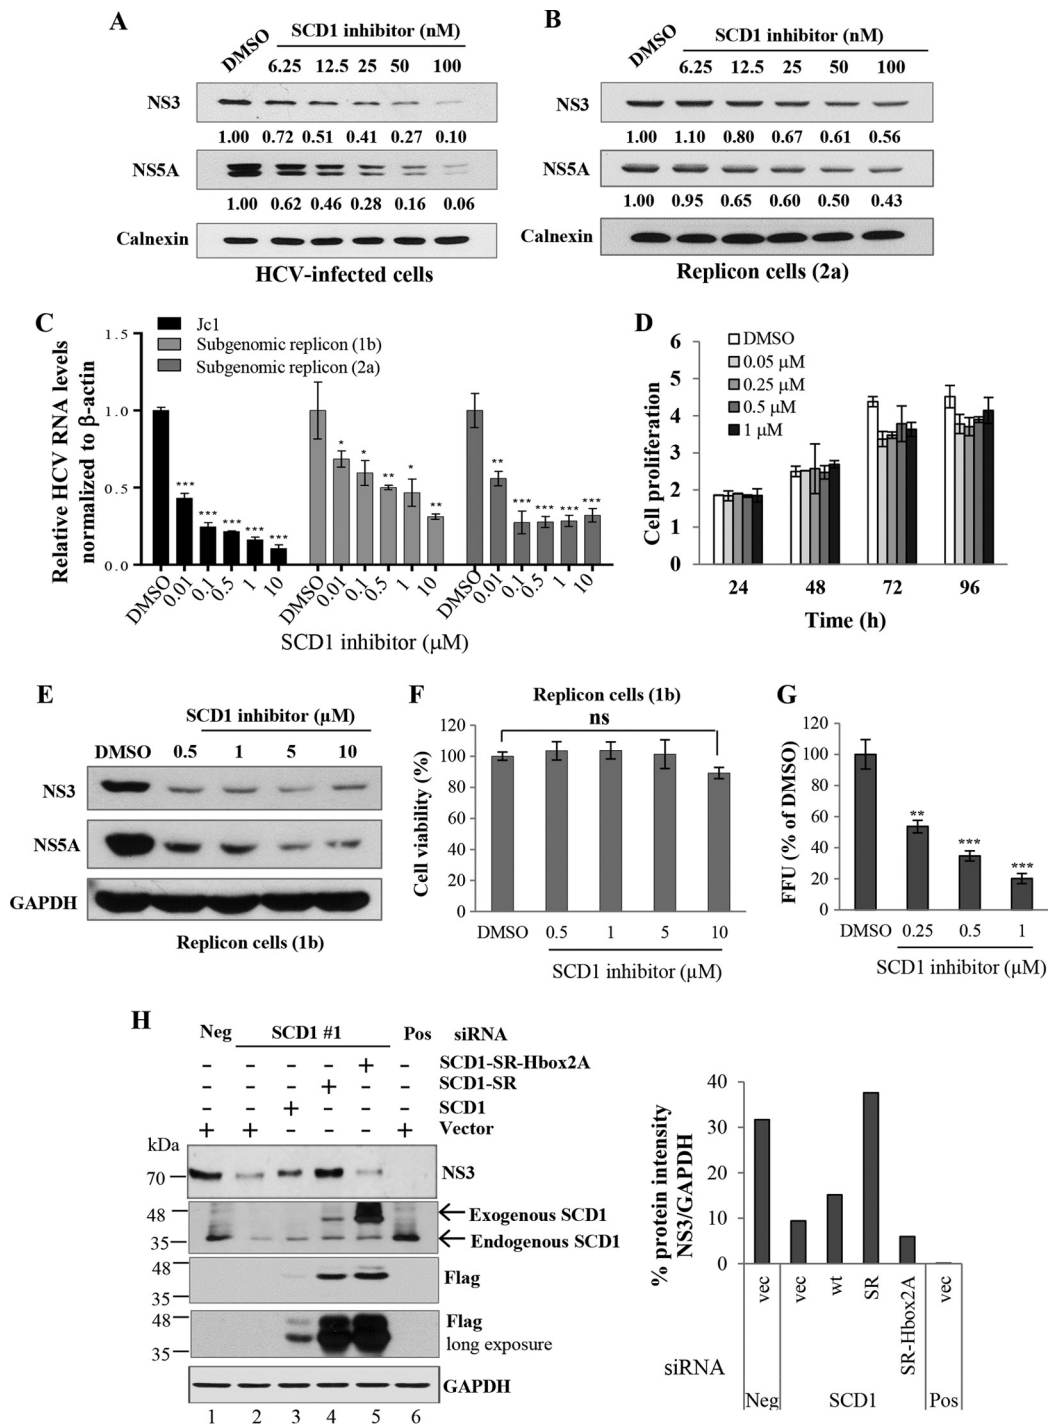 A
SCD1 inhibitor (nM)
DMSO 6.25 12.5 25 50 100
NS3
1.00 0.72 0.51 0.41 0.27 0.10
NS5A
1.00 0.62 0.46 0.28 0.16 0.06
Calnexin
HCV-infected cells
B
SCD1 inhibitor (nM)
DMSO 6.25 12.5 25 50 100
NS3
1.00 1.10 0.80 0.67 0.61 0.56
NS5A
1.00 0.95 0.65 0.60 0.50 0.43
Calnexin
Replicon cells (2a)
C
Relative HCV RNA levels
normalized to β-actin
1.5
1.0
0.5
0.0
Jc1
Subgenomic replicon (1b)
Subgenomic replicon (2a)
*** *** *** *** ***
* * ** * **
** *** *** *** ***
DMSO 0.01 0.1 0.5 1 10 DMSO 0.01 0.1 0.5 1 10 DMSO 0.01 0.1 0.5 1 10
SCD1 inhibitor (μM)
D
Cell proliferation
6
5
4
3
2
1
0
DMSO
0.05 μM
0.25 μM
0.5 μM
1 μM
24 48 72 96
Time (h)
E
SCD1 inhibitor (μM)
DMSO 0.5 1 5 10
NS3
NS5A
GAPDH
Replicon cells (1b)
F
Replicon cells (1b)
ns
Cell viability (%)
120
100
80
60
40
20
0
DMSO 0.5 1 5 10
SCD1 inhibitor (μM)
G
FFU (% of DMSO)
120
100
80
60
40
20
0
** *** ***
DMSO 0.25 0.5 1
SCD1 inhibitor (μM)
H
Neg SCD1 #1 Pos siRNA
- - - - + - SCD1-SR-Hbox2A
- - - + - - SCD1-SR
- - + - - - SCD1
+ + - - - + Vector
kDa
70 NS3
48 Exogenous SCD1
35 Endogenous SCD1
48 Flag
35
48 Flag
35 long exposure
GAPDH
1 2 3 4 5 6
% protein intensity
NS3/GAPDH
40
30
20
10
0
vec vec wt SR SR-Hbox2A vec
siRNA
Neg SCD1 Pos